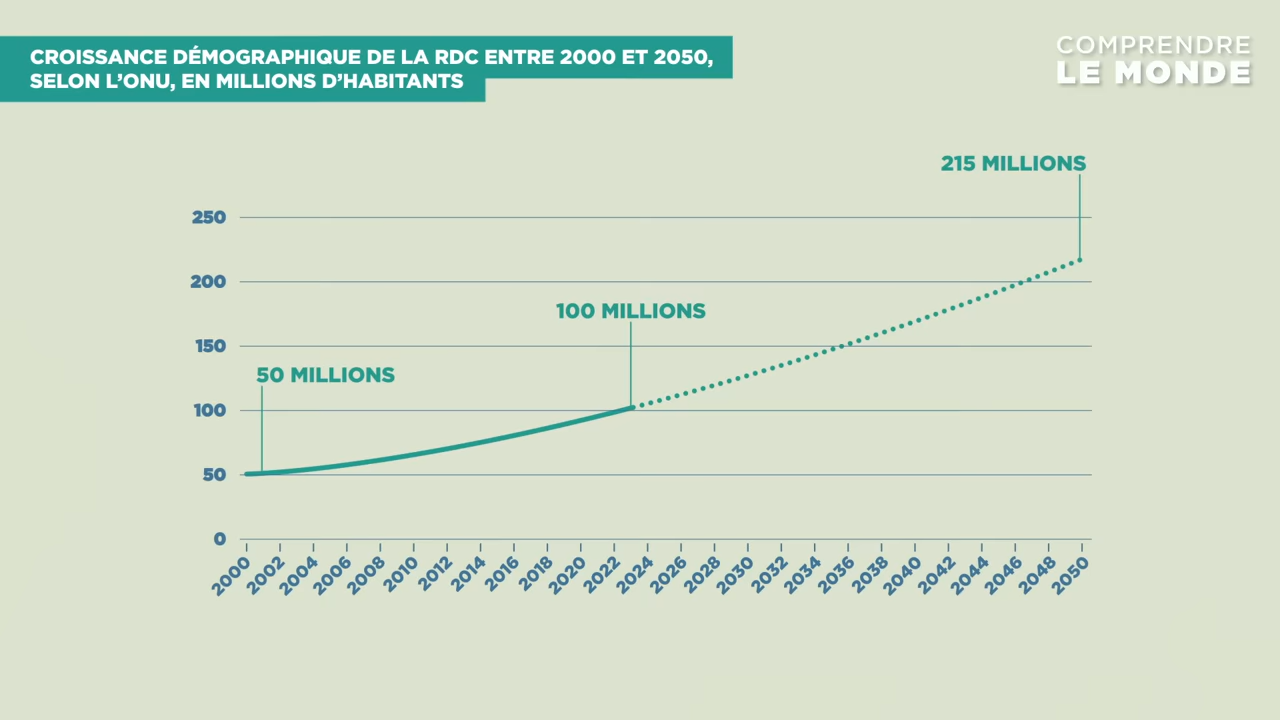 CROISSANCE DÉMOGRAPHIQUE DE LA RDC ENTRE 2000 ET 2050,
SELON L'ONU, EN MILLIONS D'HABITANTS
COMPRENDRE
LE MONDE
215 MILLIONS
250
200
100 MILLIONS
150
50 MILLIONS
100
50
0
2000 2002 2004 2006 2008 2010 2012 2014 2016 2018 2020 2022 2024 2026 2028 2030 2032 2034 2036 2038 2040 2042 2044 2046 2048 2050